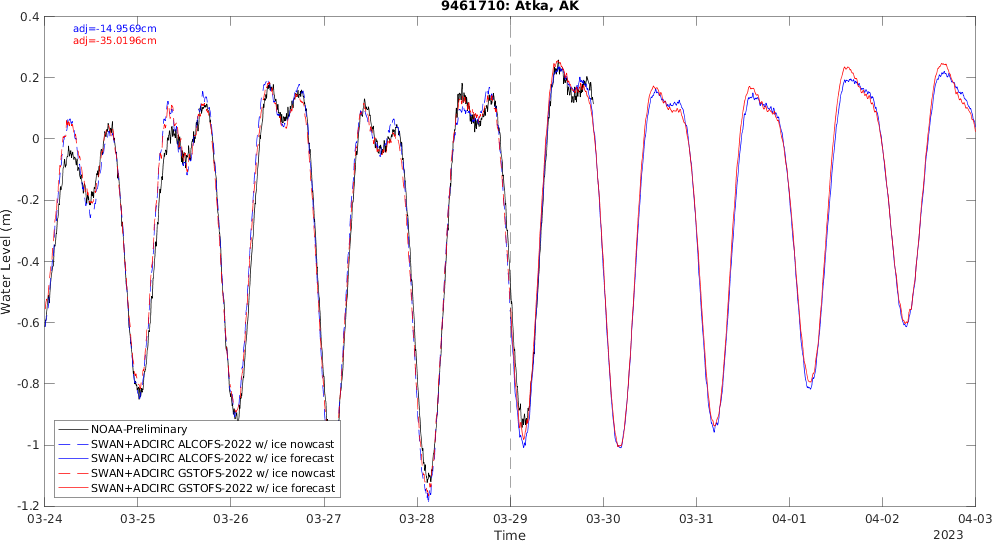 9461710: Atka, AK
adj=-14.9569cm
adj=-35.0196cm
0.4
0.2
0
-0.2
-0.4
-0.6
-0.8
-1
-1.2
Water Level (m)
NOAA-Preliminary
SWAN+ADCIRC ALCOFS-2022 w/ ice nowcast
SWAN+ADCIRC ALCOFS-2022 w/ ice forecast
SWAN+ADCIRC GSTOFS-2022 w/ ice nowcast
SWAN+ADCIRC GSTOFS-2022 w/ ice forecast
03-24 03-25 03-26 03-27 03-28 03-29 03-30 03-31 04-01 04-02 04-03
Time
2023